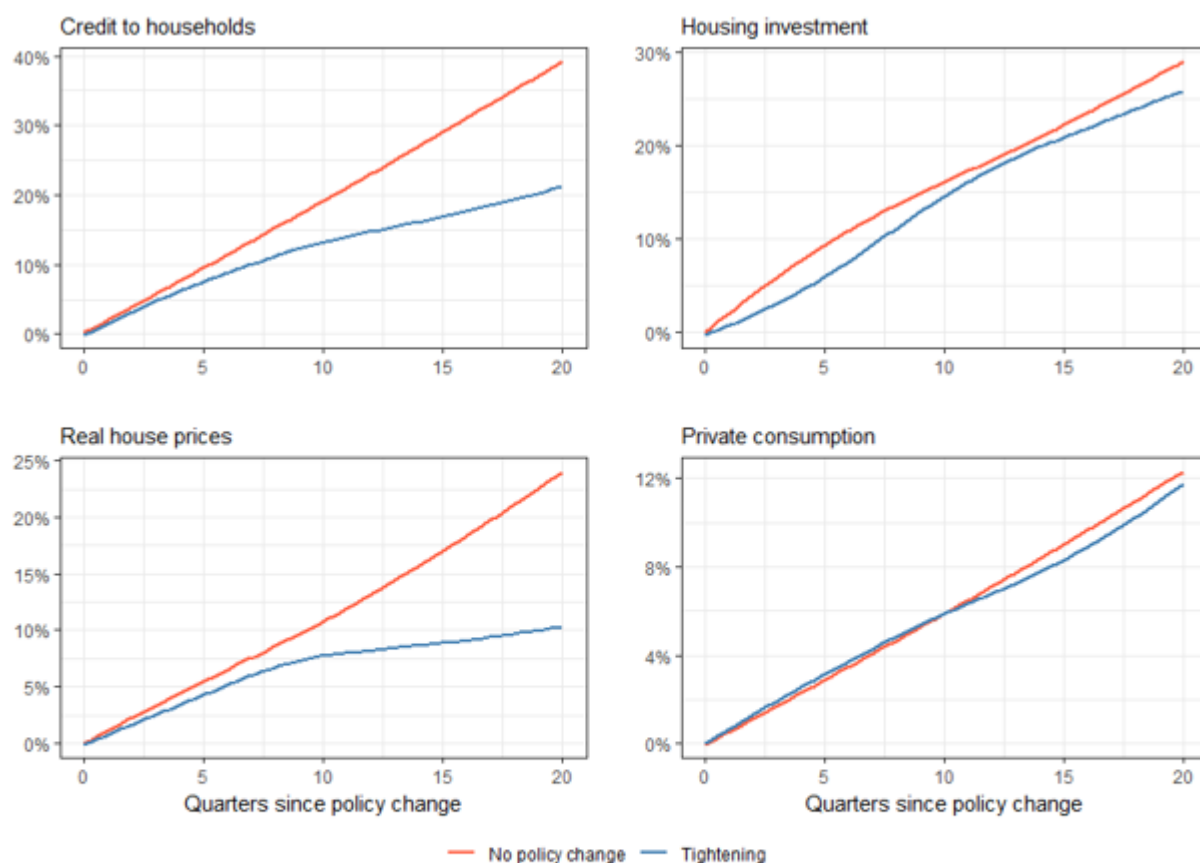 Credit to households
40%
30%
20%
10%
0%
0 5 10 15 20
Housing investment
30%
20%
10%
0%
0 5 10 15 20
Real house prices
25%
20%
15%
10%
5%
0%
0 5 10 15 20
Quarters since policy change
Private consumption
12%
8%
4%
0%
0 5 10 15 20
Quarters since policy change
No policy change Tightening